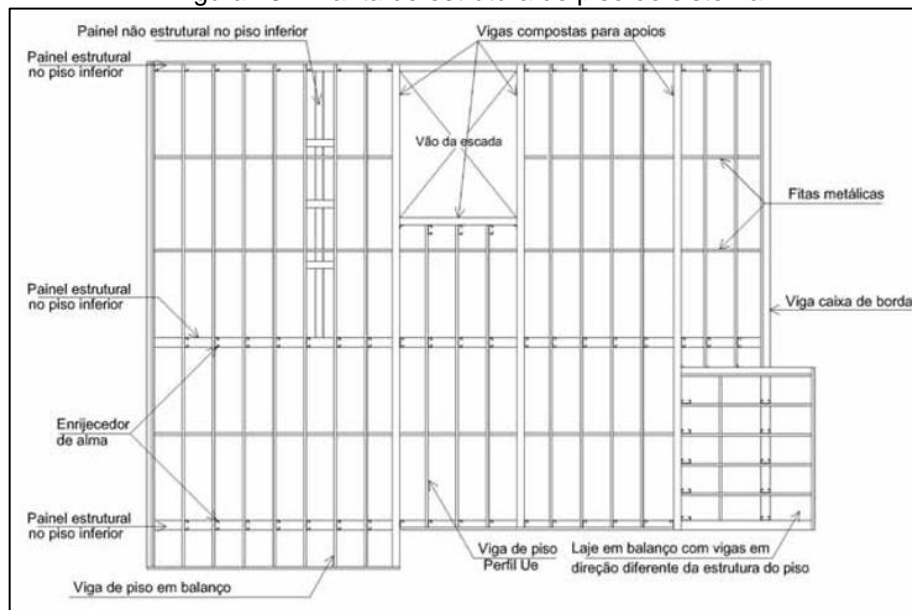 Painel não estrutural no piso inferior
Vigas compostas para apoios
Painel estrutural
no piso inferior
Vão da escada
Fitas metálicas
Painel estrutural
no piso inferior
Viga caixa de borda
Enrijecedor
de alma
Painel estrutural
no piso inferior
Viga de piso
Perfil Ue
Laje em balanço com vigas em
direção diferente da estrutura do piso
Viga de piso em balanço